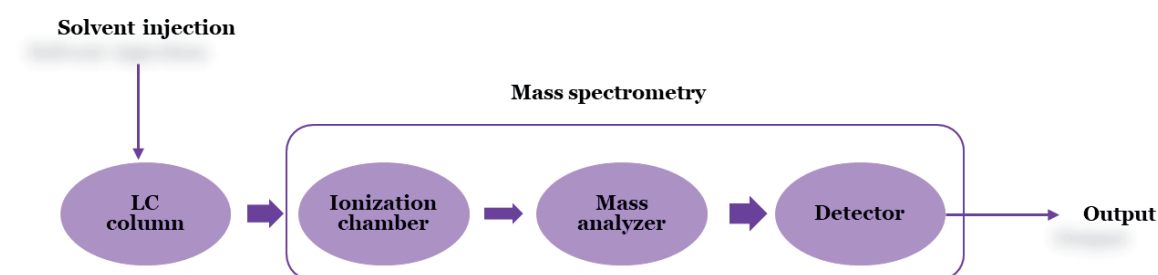 Solvent injection
Mass spectrometry
LC
column
Ionization
chamber
Mass
analyzer
Detector
Output